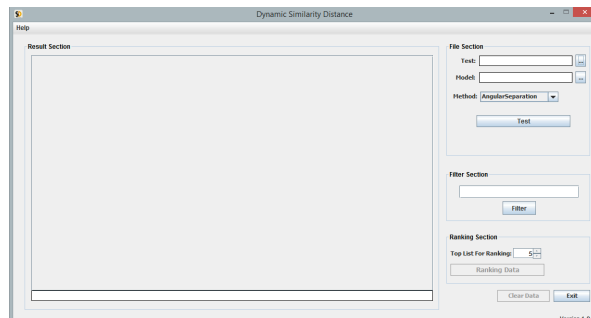 Dynamic Similarity Distance
Help
Result Section
File Section
Test:
...
Model:
...
Method: AngularSeparation
Test
Filter Section
Filter
Ranking Section
Top List For Ranking: 5
Ranking Data
Clear Data Exit